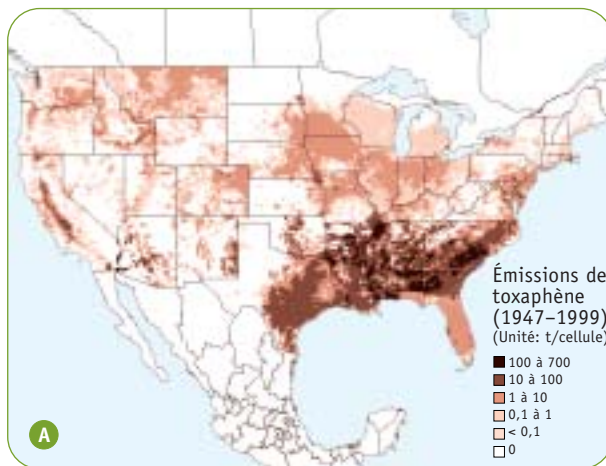 Émissions de
toxaphène
(1947–1999)
(Unité: t/cellule)
100 à 700
10 à 100
1 à 10
0,1 à 1
< 0,1
0
A